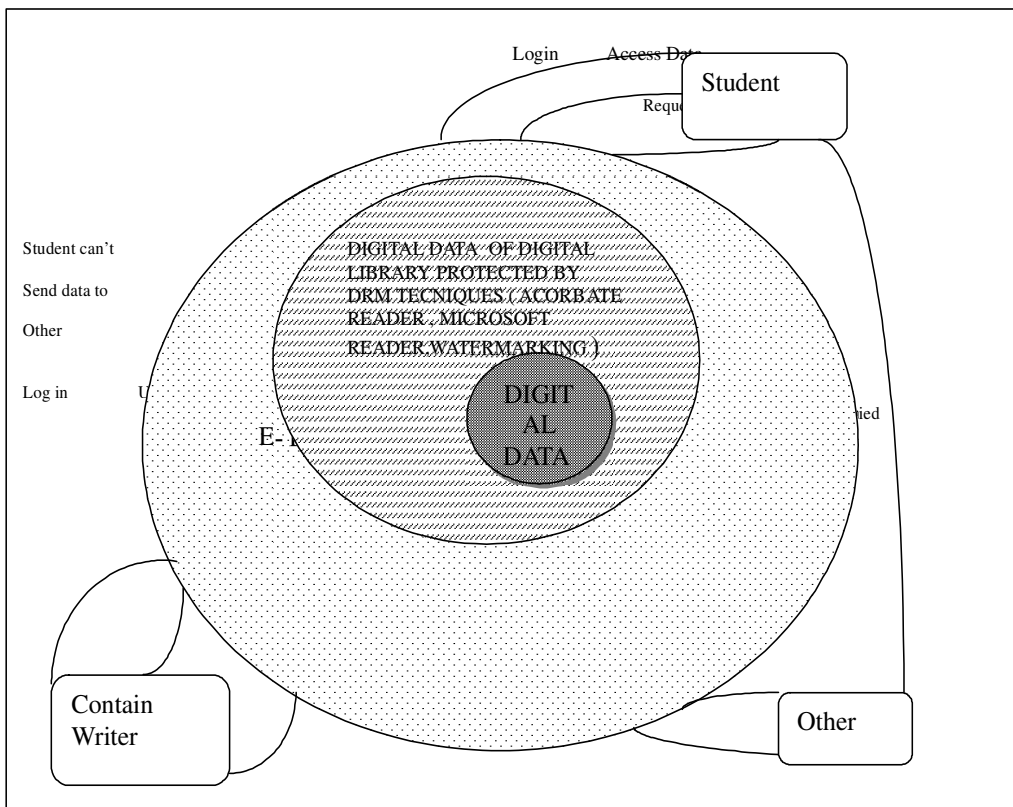 Login Access Data
Student
Student can't
DIGITAL DATA OF DIGITAL
LIBRARY PROTECTED BY
DRM TECNIQUES ( ACORBATE
READER , MICROSOFT
READER,WATERMARKING )
Send data to
Other
Log in
DIGIT
AL
DATA
E-
Contain
Writer
Other